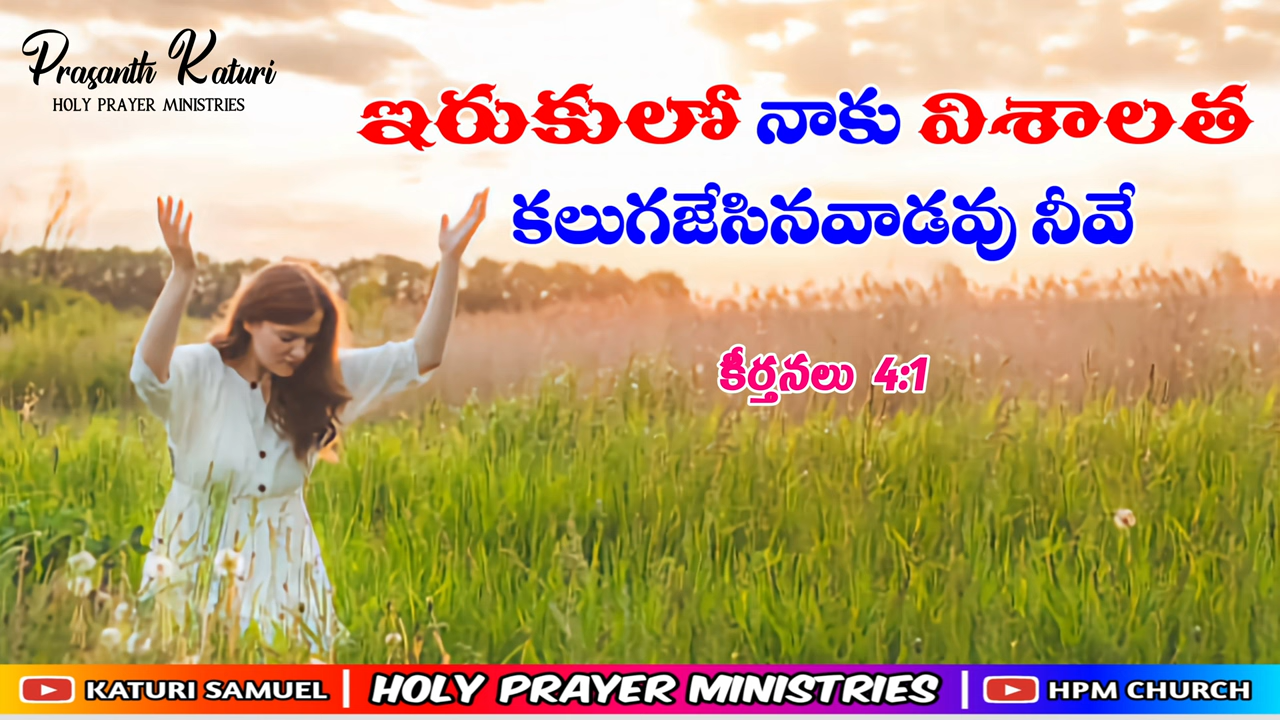 Prasanth Katuri
HOLY PRAYER MINISTRIES
ఇరుకులో నాకు విశాలత
కలుగజేసినవాడవు నీవే
కీర్తనలు 4:1
KATURI SAMUEL | HOLY PRAYER MINISTRIES | HPM CHURCH